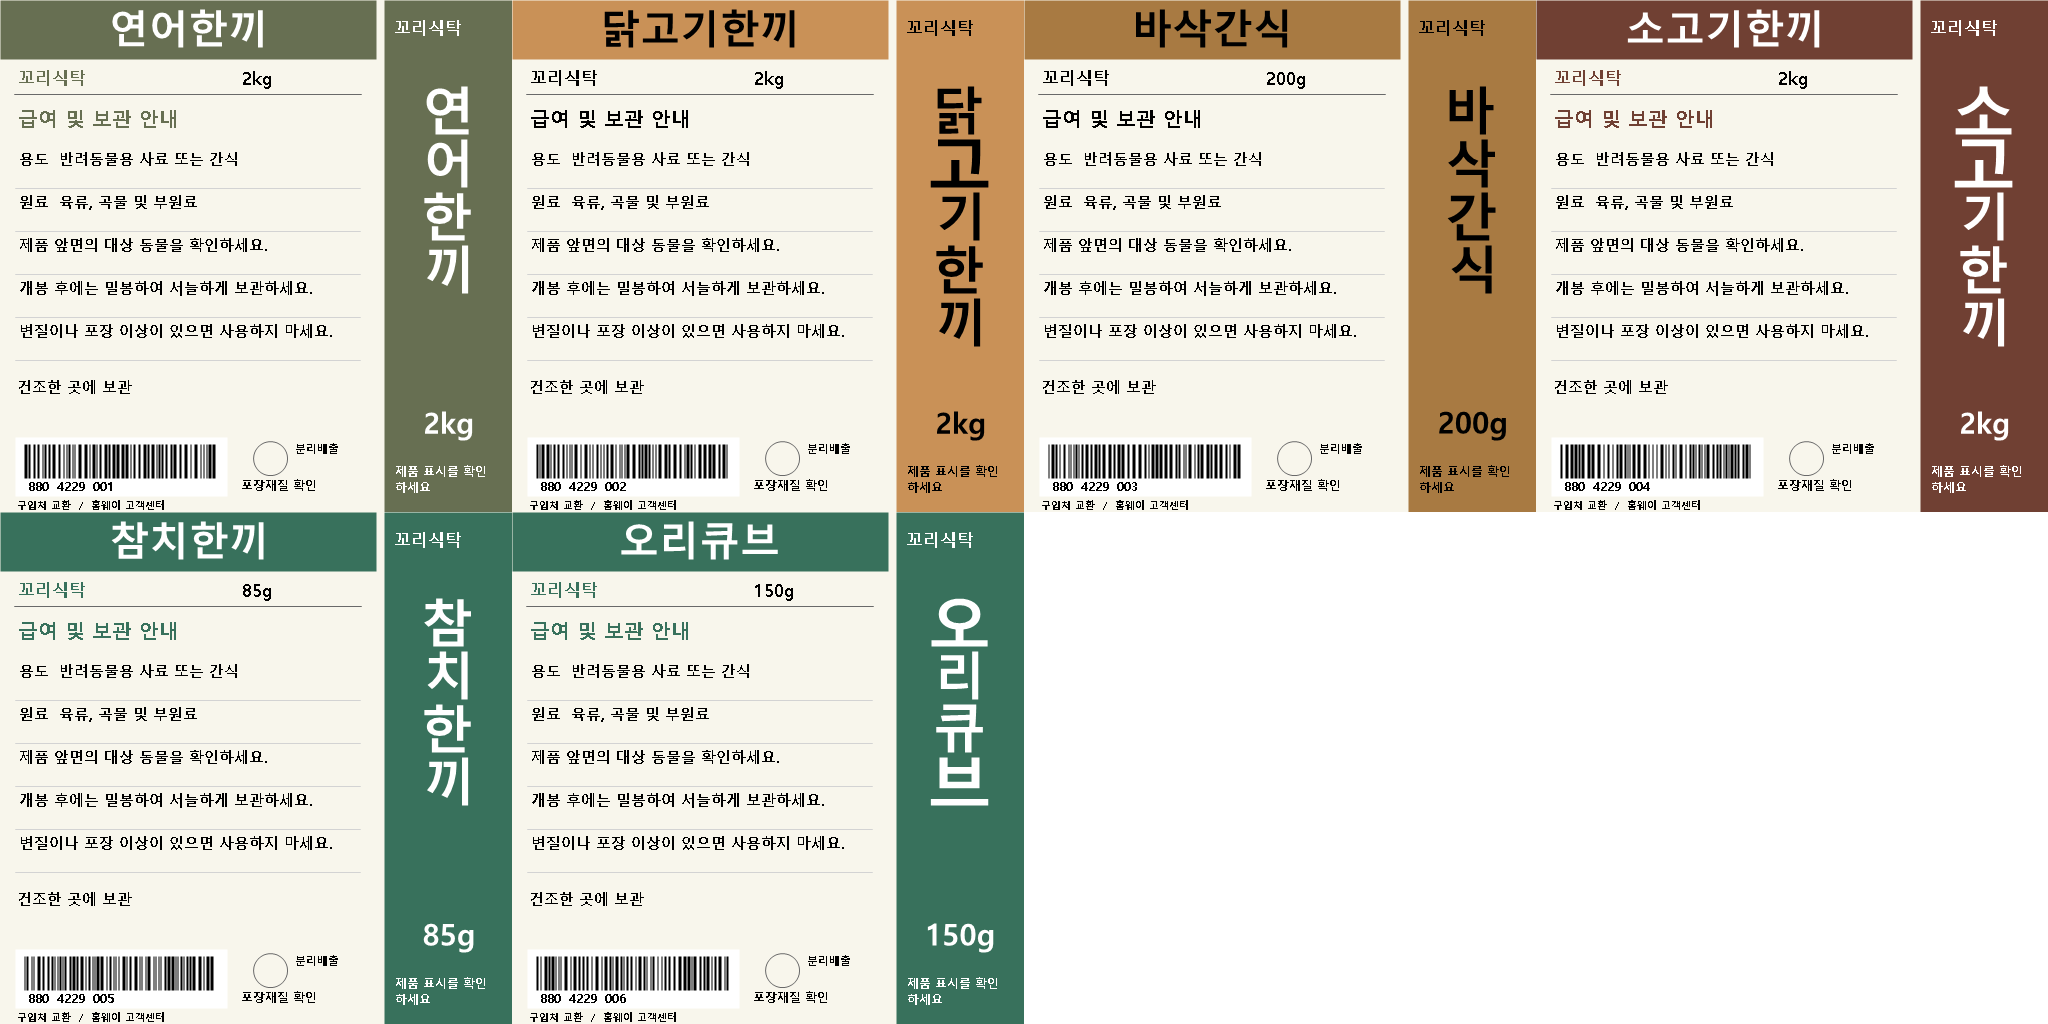 연어한끼
꼬리식탁 2kg
급여 및 보관 안내
용도 반려동물용 사료 또는 간식
원료 육류, 곡물 및 부원료
제품 앞면의 대상 동물을 확인하세요.
개봉 후에는 밀봉하여 서늘하게 보관하세요.
변질이나 포장 이상이 있으면 사용하지 마세요.
건조한 곳에 보관
880 4229 001
분리배출
포장재질 확인
구입처 교환 / 홈웨이 고객센터
꼬리식탁
연어한끼
2kg
제품 표시를 확인
하세요
닭고기한끼
꼬리식탁 2kg
급여 및 보관 안내
용도 반려동물용 사료 또는 간식
원료 육류, 곡물 및 부원료
제품 앞면의 대상 동물을 확인하세요.
개봉 후에는 밀봉하여 서늘하게 보관하세요.
변질이나 포장 이상이 있으면 사용하지 마세요.
건조한 곳에 보관
880 4229 002
분리배출
포장재질 확인
구입처 교환 / 홈웨이 고객센터
꼬리식탁
닭고기한끼
2kg
제품 표시를 확인
하세요
바삭간식
꼬리식탁 200g
급여 및 보관 안내
용도 반려동물용 사료 또는 간식
원료 육류, 곡물 및 부원료
제품 앞면의 대상 동물을 확인하세요.
개봉 후에는 밀봉하여 서늘하게 보관하세요.
변질이나 포장 이상이 있으면 사용하지 마세요.
건조한 곳에 보관
880 4229 003
분리배출
포장재질 확인
구입처 교환 / 홈웨이 고객센터
꼬리식탁
바삭간식
200g
제품 표시를 확인
하세요
소고기한끼
꼬리식탁 2kg
급여 및 보관 안내
용도 반려동물용 사료 또는 간식
원료 육류, 곡물 및 부원료
제품 앞면의 대상 동물을 확인하세요.
개봉 후에는 밀봉하여 서늘하게 보관하세요.
변질이나 포장 이상이 있으면 사용하지 마세요.
건조한 곳에 보관
880 4229 004
분리배출
포장재질 확인
구입처 교환 / 홈웨이 고객센터
꼬리식탁
소고기한끼
2kg
제품 표시를 확인
하세요
참치한끼
꼬리식탁 85g
급여 및 보관 안내
용도 반려동물용 사료 또는 간식
원료 육류, 곡물 및 부원료
제품 앞면의 대상 동물을 확인하세요.
개봉 후에는 밀봉하여 서늘하게 보관하세요.
변질이나 포장 이상이 있으면 사용하지 마세요.
건조한 곳에 보관
880 4229 005
분리배출
포장재질 확인
구입처 교환 / 홈웨이 고객센터
꼬리식탁
참치한끼
85g
제품 표시를 확인
하세요
오리큐브
꼬리식탁 150g
급여 및 보관 안내
용도 반려동물용 사료 또는 간식
원료 육류, 곡물 및 부원료
제품 앞면의 대상 동물을 확인하세요.
개봉 후에는 밀봉하여 서늘하게 보관하세요.
변질이나 포장 이상이 있으면 사용하지 마세요.
건조한 곳에 보관
880 4229 006
분리배출
포장재질 확인
구입처 교환 / 홈웨이 고객센터
꼬리식탁
오리큐브
150g
제품 표시를 확인
하세요